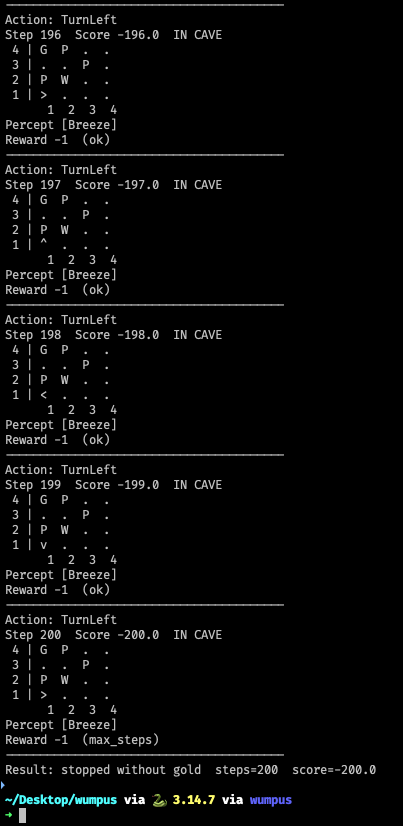 ────────────────────────────────────────
Action: TurnLeft
Step 196  Score -196.0  IN CAVE
 4 | G  P  .  .
 3 | .  .  P  .
 2 | P  W  .  .
 1 | >  .  .  .
      1  2  3  4
Percept [Breeze]
Reward -1  (ok)
────────────────────────────────────────
Action: TurnLeft
Step 197  Score -197.0  IN CAVE
 4 | G  P  .  .
 3 | .  .  P  .
 2 | P  W  .  .
 1 | ^  .  .  .
      1  2  3  4
Percept [Breeze]
Reward -1  (ok)
────────────────────────────────────────
Action: TurnLeft
Step 198  Score -198.0  IN CAVE
 4 | G  P  .  .
 3 | .  .  P  .
 2 | P  W  .  .
 1 | <  .  .  .
      1  2  3  4
Percept [Breeze]
Reward -1  (ok)
────────────────────────────────────────
Action: TurnLeft
Step 199  Score -199.0  IN CAVE
 4 | G  P  .  .
 3 | .  .  P  .
 2 | P  W  .  .
 1 | v  .  .  .
      1  2  3  4
Percept [Breeze]
Reward -1  (ok)
────────────────────────────────────────
Action: TurnLeft
Step 200  Score -200.0  IN CAVE
 4 | G  P  .  .
 3 | .  .  P  .
 2 | P  W  .  .
 1 | >  .  .  .
      1  2  3  4
Percept [Breeze]
Reward -1  (max_steps)
────────────────────────────────────────
Result: stopped without gold  steps=200  score=-200.0
~/Desktop/wumpus via 🐍 3.14.7 via wumpus
➜